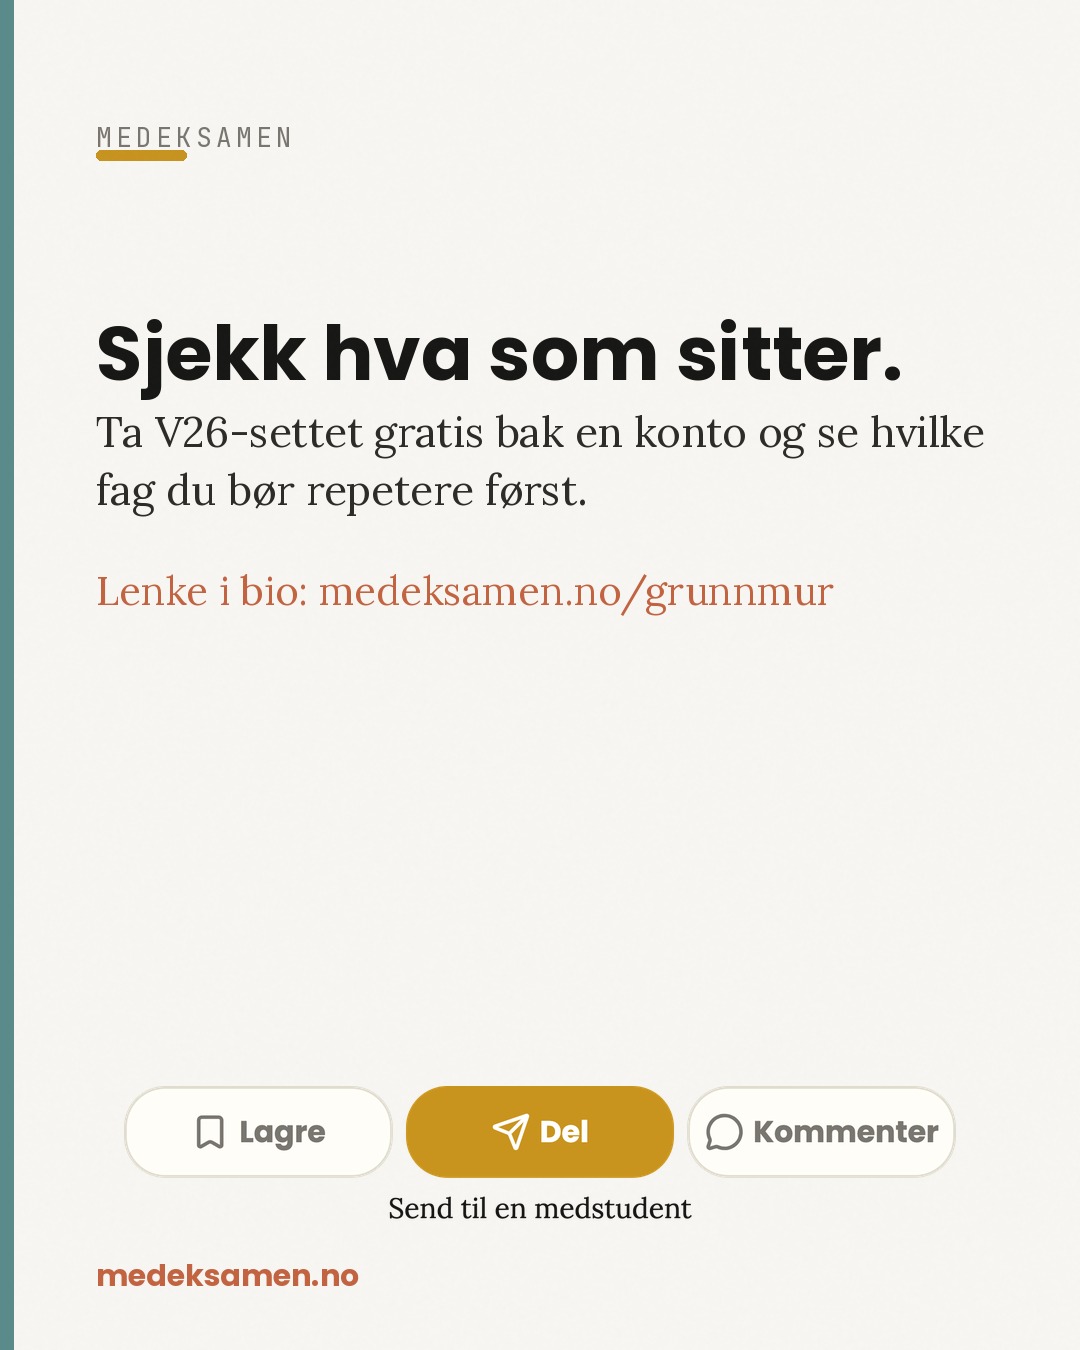 MEDEKSAMEN
Sjekk hva som sitter.
Ta V26-settet gratis bak en konto og se hvilke
fag du bør repetere først.
Lenke i bio: medeksamen.no/grunnmur
Lagre
Del
Kommenter
Send til en medstudent
medeksamen.no